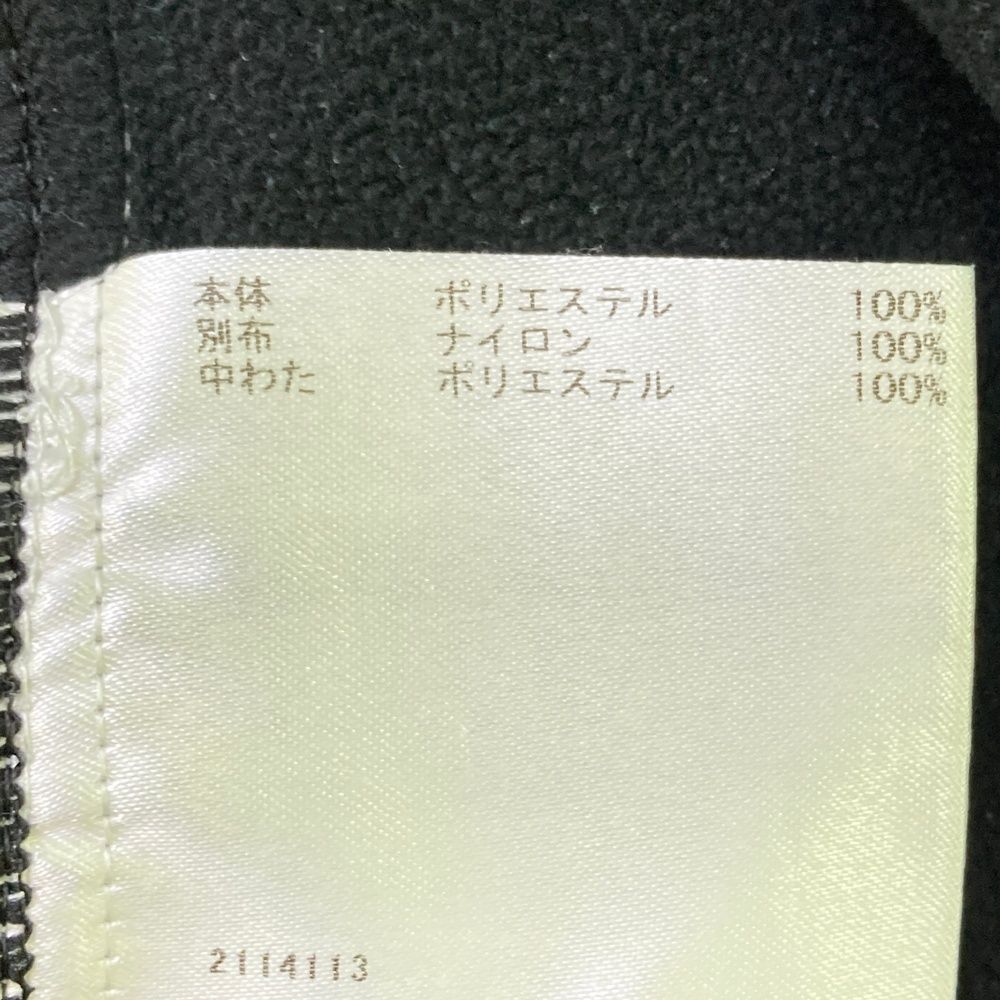 本体 ポリエステル 100%
別布 ナイロン 100%
中わた ポリエステル 100%
2114113